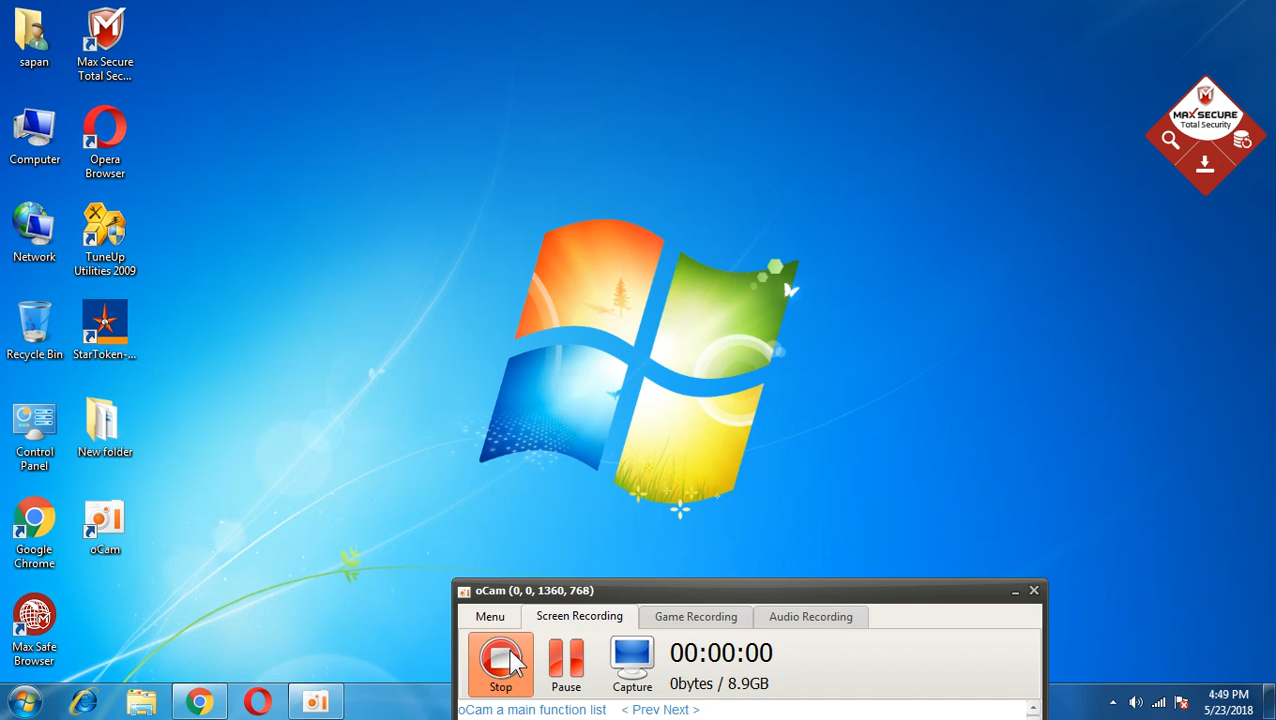 sapan
Max Secure
Total Sec...
Computer
Opera
Browser
Network
TuneUp
Utilities 2009
Recycle Bin
StarToken-...
Control
Panel
New folder
Google
Chrome
oCam
Max Safe
Browser
MAX SECURE
Total Security
oCam (0, 0, 1360, 768)
Menu
Screen Recording
Game Recording
Audio Recording
Stop
Pause
Capture
00:00:00
0bytes / 8.9GB
oCam a main function list < Prev Next >
4:49 PM
5/23/2018